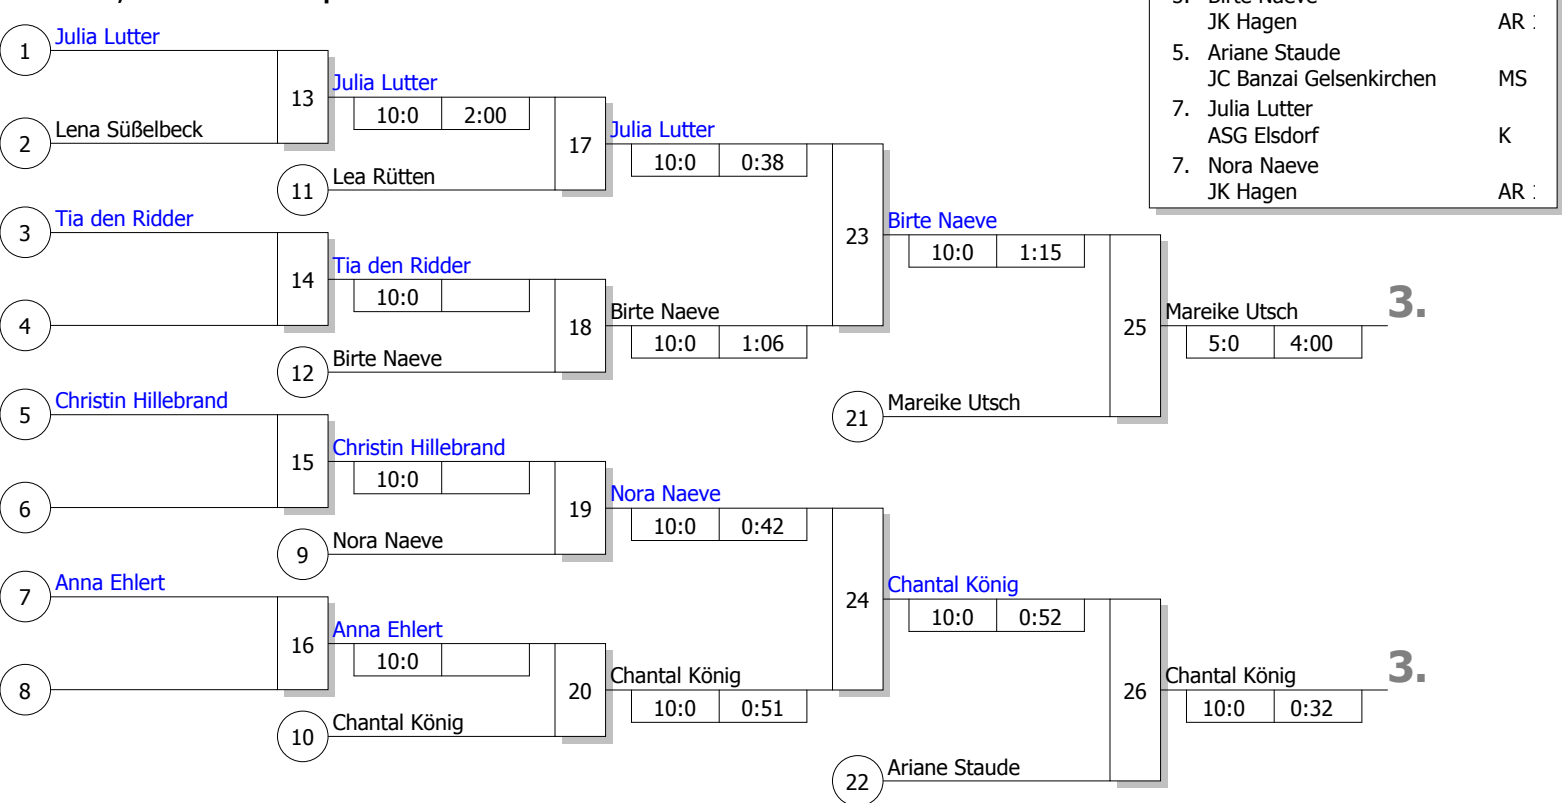 Birte Naeve
JK Hagen AR
5. Ariane Staude
JC Banzai Gelsenkirchen MS
7. Julia Lutter
ASG Elsdorf K
7. Nora Naeve
JK Hagen AR
1 Julia Lutter
13 Julia Lutter
10:0 2:00
2 Lena Süßelbeck
17 Julia Lutter
10:0 0:38
11 Lea Rütten
3 Tia den Ridder
23 Birte Naeve
10:0 1:15
14 Tia den Ridder
10:0
4
18 Birte Naeve
10:0 1:06
12 Birte Naeve
25 Mareike Utsch 3.
5:0 4:00
5 Christin Hillebrand
21 Mareike Utsch
15 Christin Hillebrand
10:0
6
19 Nora Naeve
10:0 0:42
9 Nora Naeve
7 Anna Ehlert
24 Chantal König
10:0 0:52
16 Anna Ehlert
10:0
8
20 Chantal König
10:0 0:51
10 Chantal König
26 Chantal König 3.
10:0 0:32
22 Ariane Staude